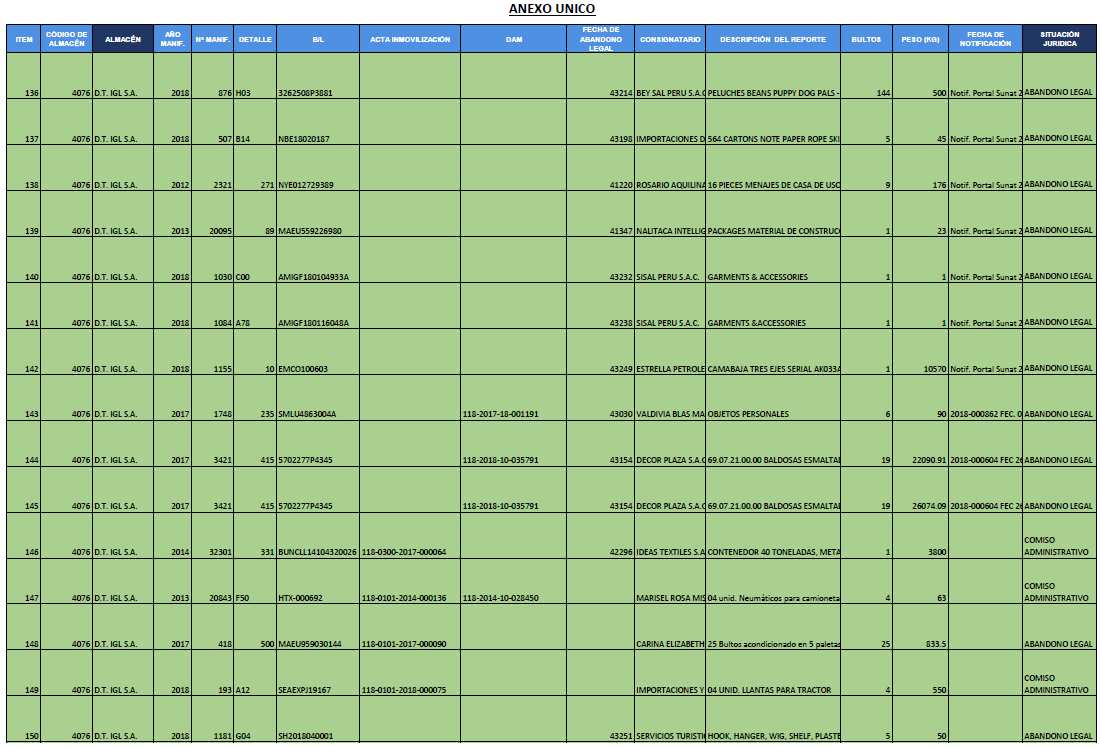 ANEXO UNICO
ITEM CÓDIGO DE ALMACÉN ALMACÉN AÑO MANIF. Nº MANIF. DETALLE B/L ACTA INMOVILIZACIÓN DAM FECHA DE ABANDONO LEGAL CONSIGNATARIO DESCRIPCIÓN DEL REPORTE BULTOS PESO (KG) FECHA DE NOTIFICACIÓN SITUACIÓN JURIDICA
136 4076 D.T. IGL S.A. 2018 876 H03 3262508P3881 43214 BEY SAL PERU S.A.C PELUCHES BEANS PUPPY DOG PALS - 144 500 Notif. Portal Sunat 2 ABANDONO LEGAL
137 4076 D.T. IGL S.A. 2018 507 B14 NBE18020187 43198 IMPORTACIONES D 564 CARTONS NOTE PAPER ROPE SKI 5 45 Notif. Portal Sunat 2 ABANDONO LEGAL
138 4076 D.T. IGL S.A. 2012 2321 271 NYE012729389 41220 ROSARIO AQUILINA 16 PIECES MENAJES DE CASA DE USO 9 176 Notif. Portal Sunat 2 ABANDONO LEGAL
139 4076 D.T. IGL S.A. 2013 20095 89 MAEU559226980 41347 NALITACA INTELLIG PACKAGES MATERIAL DE CONSTRUC 1 23 Notif. Portal Sunat 2 ABANDONO LEGAL
140 4076 D.T. IGL S.A. 2018 1030 C00 AMIGF180104933A 43232 SISAL PERU S.A.C. GARMENTS & ACCESSORIES 1 1 Notif. Portal Sunat 2 ABANDONO LEGAL
141 4076 D.T. IGL S.A. 2018 1084 A78 AMIGF180116048A 43238 SISAL PERU S.A.C. GARMENTS &ACCESSORIES 1 1 Notif. Portal Sunat 2 ABANDONO LEGAL
142 4076 D.T. IGL S.A. 2018 1155 10 EMCO100603 43249 ESTRELLA PETROLE CAMABAJA TRES EJES SERIAL AK033A 1 10570 Notif. Portal Sunat 2 ABANDONO LEGAL
143 4076 D.T. IGL S.A. 2017 1748 235 SMLU4863004A 118-2017-18-001191 43030 VALDIVIA BLAS MA OBJETOS PERSONALES 6 90 2018-000862 FEC. 0 ABANDONO LEGAL
144 4076 D.T. IGL S.A. 2017 3421 415 5702277P4345 118-2018-10-035791 43154 DECOR PLAZA S.A.C 69.07.21.00.00 BALDOSAS ESMALTAD 19 22090.91 2018-000604 FEC 26 ABANDONO LEGAL
145 4076 D.T. IGL S.A. 2017 3421 415 5702277P4345 118-2018-10-035791 43154 DECOR PLAZA S.A.C 69.07.21.00.00 BALDOSAS ESMALTAD 19 26074.09 2018-000604 FEC 26 ABANDONO LEGAL
146 4076 D.T. IGL S.A. 2014 32301 331 BUNCLL14104320026 118-0300-2017-000064 42296 IDEAS TEXTILES S.A CONTENEDOR 40 TONELADAS, META 1 3800 COMISO ADMINISTRATIVO
147 4076 D.T. IGL S.A. 2013 20843 F50 HTX-000692 118-0101-2014-000136 118-2014-10-028450 MARISEL ROSA MIS 04 unid. Neumáticos para camioneta 4 63 COMISO ADMINISTRATIVO
148 4076 D.T. IGL S.A. 2017 418 500 MAEU959030144 118-0101-2017-000090 CARINA ELIZABETH 25 Bultos acondicionado en 5 paletas 25 833.5 ABANDONO LEGAL
149 4076 D.T. IGL S.A. 2018 193 A12 SEAEXPJ19167 118-0101-2018-000075 IMPORTACIONES Y 04 UNID. LLANTAS PARA TRACTOR 4 550 COMISO ADMINISTRATIVO
150 4076 D.T. IGL S.A. 2018 1181 G04 SH2018040001 43251 SERVICIOS TURISTI HOOK, HANGER, WIG, SHELF, PLASTE 5 50 ABANDONO LEGAL